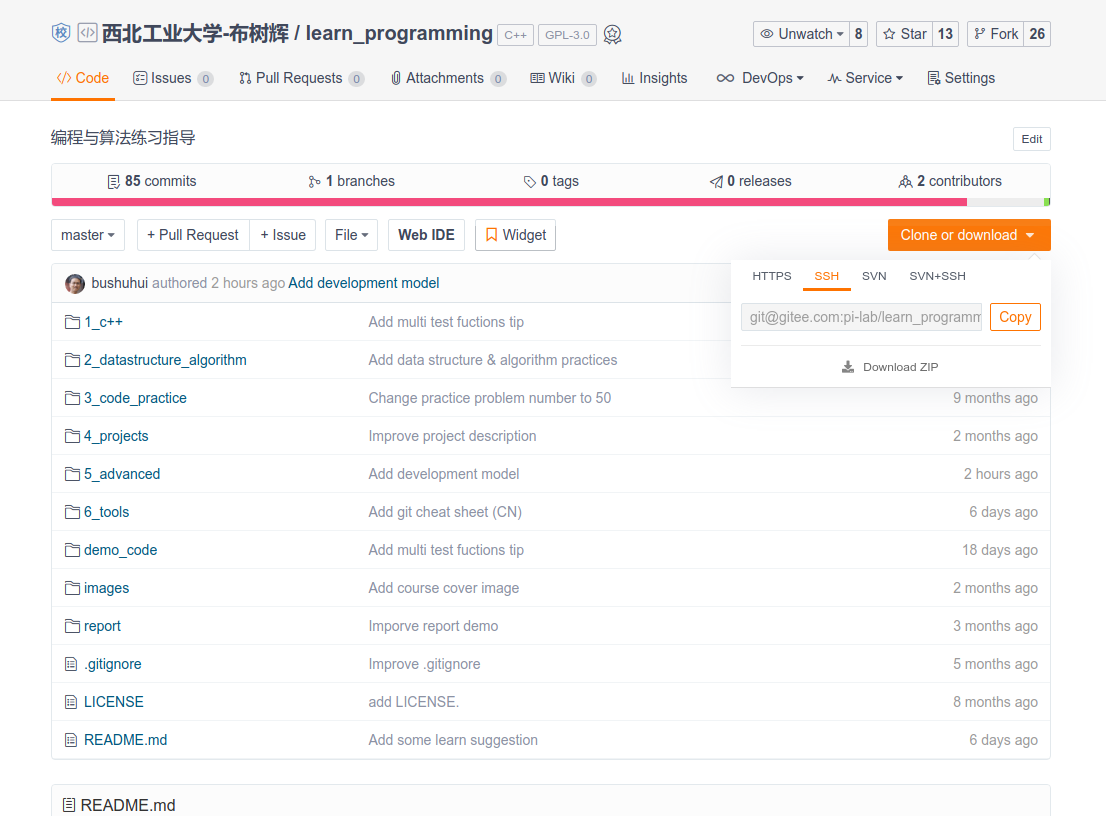 校 西北工业大学-布树辉 / learn_programming C++ GPL-3.0 Unwatch 8 Star 13 Fork 26
Code Issues 0 Pull Requests 0 Attachments 0 Wiki 0 Insights DevOps Service Settings
编程与算法练习指导 Edit
85 commits 1 branches 0 tags 0 releases 2 contributors
master + Pull Request + Issue File Web IDE Widget Clone or download
HTTPS SSH SVN SVN+SSH
bushuhui authored 2 hours ago Add development model
git@gitee.com:pi-lab/learn_programm Copy
1_c++ Add multi test fuctions tip
2_datastructure_algorithm Add data structure & algorithm practices
Download ZIP
3_code_practice Change practice problem number to 50 9 months ago
4_projects Improve project description 2 months ago
5_advanced Add development model 2 hours ago
6_tools Add git cheat sheet (CN) 6 days ago
demo_code Add multi test fuctions tip 18 days ago
images Add course cover image 2 months ago
report Imporve report demo 3 months ago
.gitignore Improve .gitignore 5 months ago
LICENSE add LICENSE. 8 months ago
README.md Add some learn suggestion 6 days ago
README.md